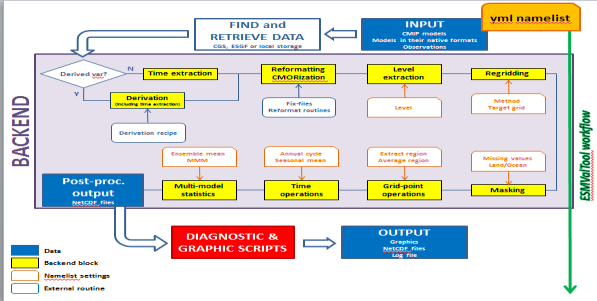 yml namelist
FIND and
RETRIEVE DATA
CGS, ESGF or local storage
INPUT
CMIP models
Models in their native formats
Observations
Derived var?
N
Y
Time extraction
Reformatting
CMORization
Level
extraction
Regridding
Derivation
(including time extraction)
Fix-files
Reformat routines
Level
Method
Target grid
Derivation recipe
BACKEND
ESMValTool workflow
Ensemble mean
MMM
Annual cycle
Seasonal mean
Extract region
Average region
Missing values
Land/Ocean
Post-proc.
output
NetCDF files
Multi-model
statistics
Time
operations
Grid-point
operations
Masking
DIAGNOSTIC &
GRAPHIC SCRIPTS
OUTPUT
Graphics
NetCDF files
Log file
Data
Backend block
Namelist settings
External routine